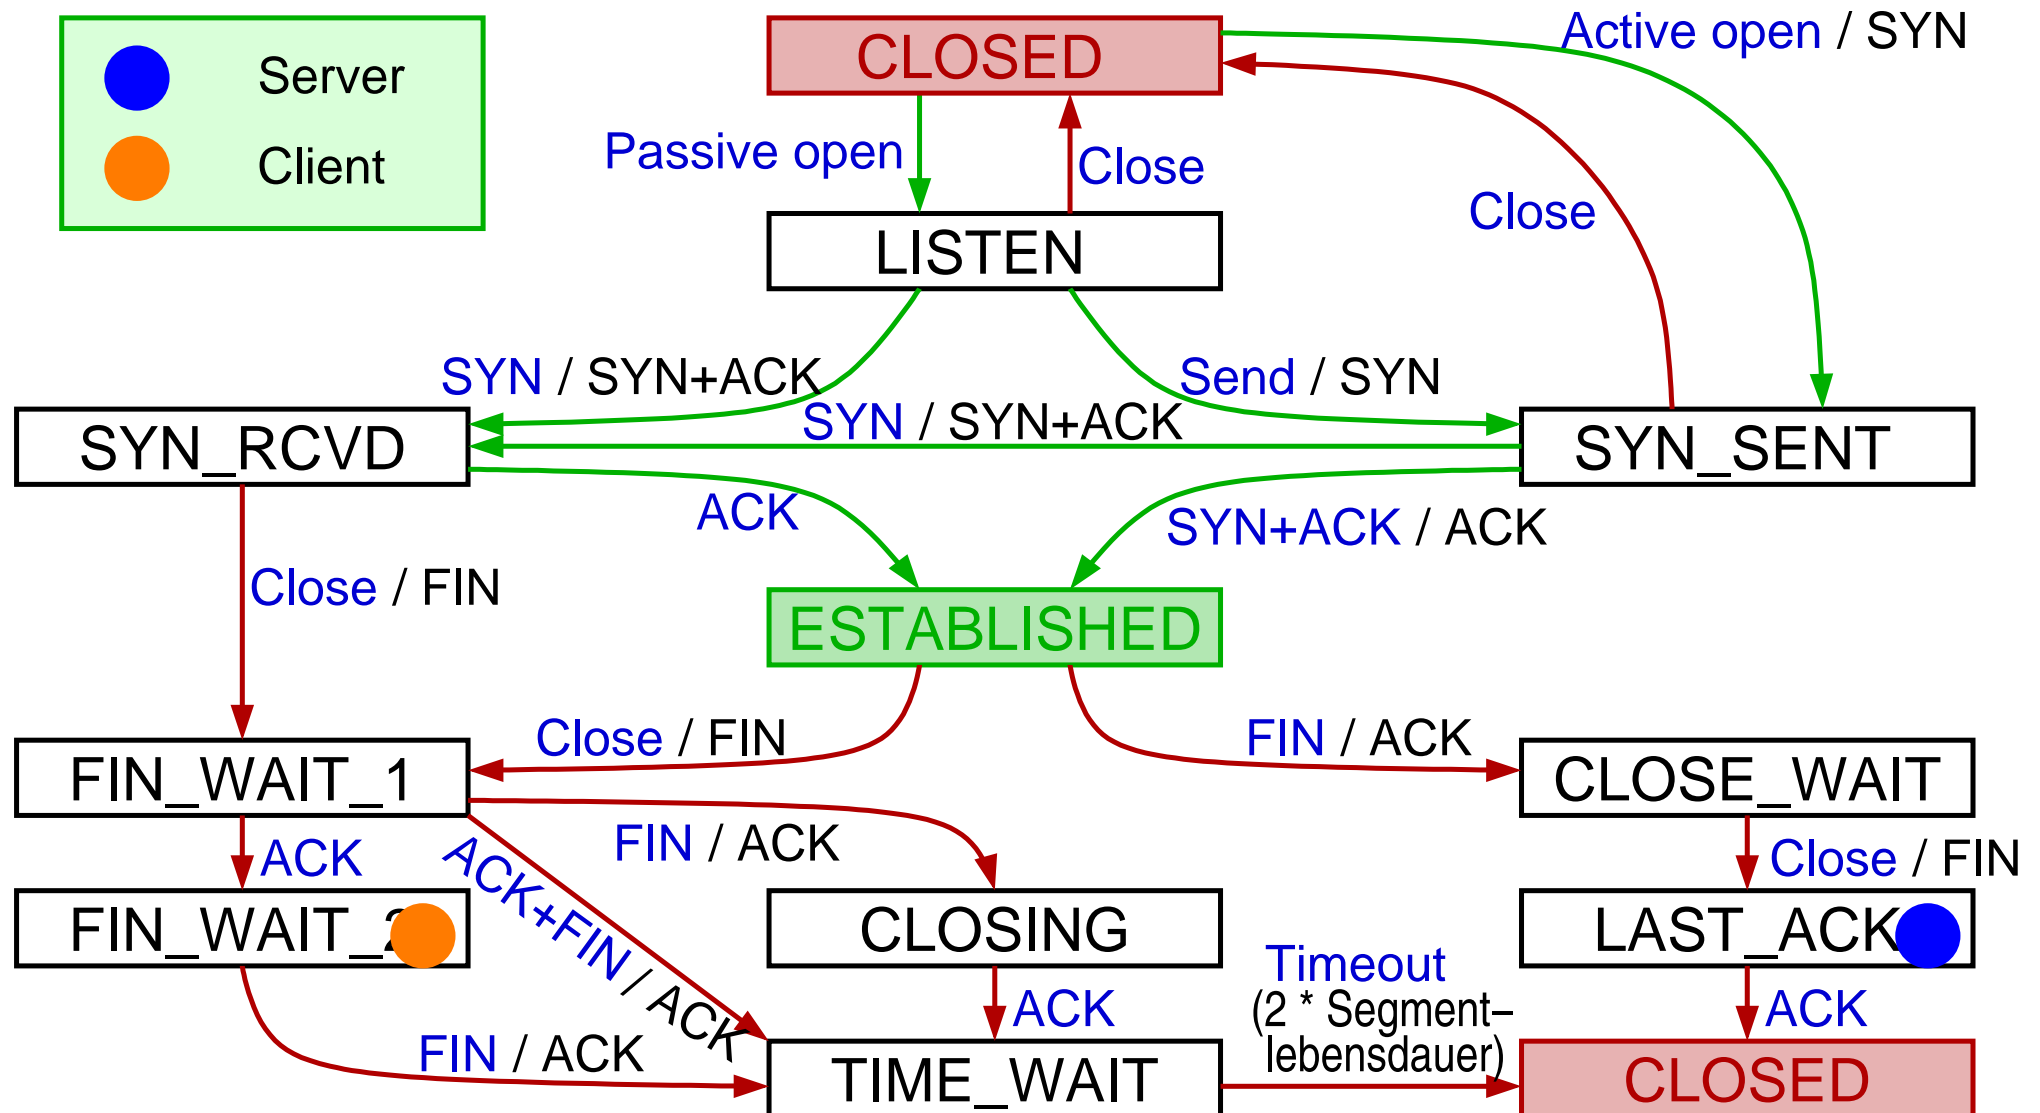 Server
Client
CLOSED
Active open / SYN
Passive open
Close
Close
LISTEN
SYN / SYN+ACK
Send / SYN
SYN / SYN+ACK
SYN_RCVD
SYN_SENT
ACK
SYN+ACK / ACK
Close / FIN
ESTABLISHED
Close / FIN
FIN / ACK
FIN_WAIT_1
CLOSE_WAIT
ACK
ACK+FIN / ACK
FIN / ACK
Close / FIN
FIN_WAIT_2
CLOSING
LAST_ACK
FIN / ACK
ACK
Timeout
(2 * Segment–
lebensdauer)
ACK
TIME_WAIT
CLOSED